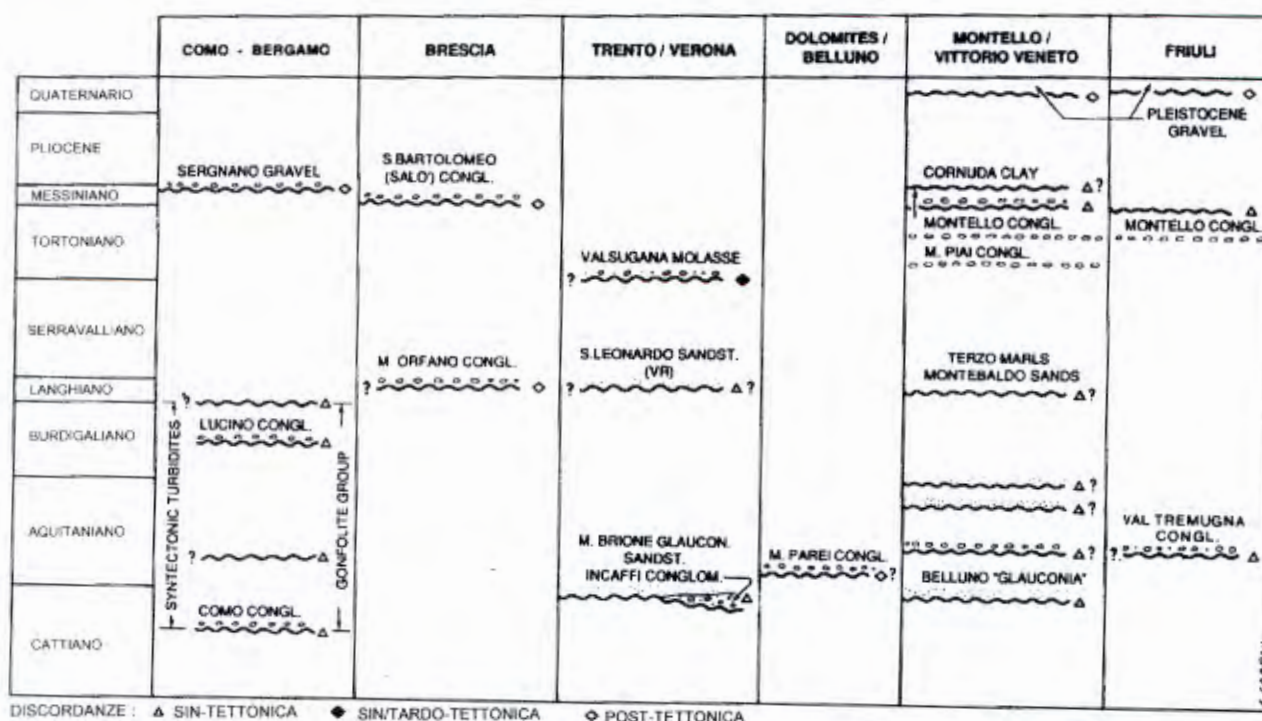 COMO - BERGAMO
BRESCIA
TRENTO / VERONA
DOLOMITES /
BELLUNO
MONTELLO /
VITTORIO VENETO
FRIULI
QUATERNARIO
PLEISTOCENE
GRAVEL
PLIOCENE
SERGNANO GRAVEL
S.BARTOLOMEO
(SALO') CONGL.
CORNUDA CLAY
?
MESSINIANO
MONTELLO CONGL.
MONTELLO CONGL.
TORTONIANO
VALSUGANA MOLASSE
?
M. PIAI CONGL.
SERRAVALLIANO
M ORFANO CONGL.
?
S.LEONARDO SANDST.
(VR)
? ?
TERZO MARLS
MONTEBALDO SANDS
?
LANGHIANO
?
BURDIGALIANO
LUCINO CONGL.
SYNTECTONIC TURBIDITES
GONFOLITE GROUP
?
?
AQUITANIANO
?
M. BRIONE GLAUCON.
SANDST.
INCAFFI CONGLOM.
M. PAREI CONGL.
?
?
BELLUNO "GLAUCONIA"
VAL TREMUGNA
CONGL.
?
COMO CONGL.
CATTIANO
DISCORDANZE : SIN-TETTONICA SIN/TARDO-TETTONICA POST-TETTONICA